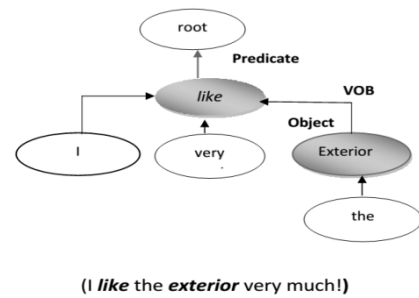 root
Predicate
like
VOB
Object
I
very
Exterior
the
(I like the exterior very much!)